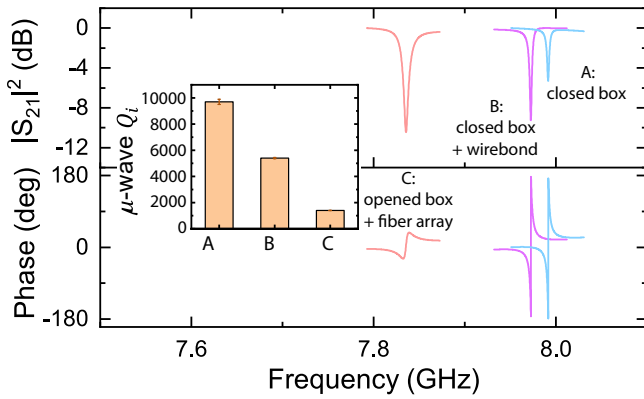 |S₂₁|² (dB)
0
-4
-8
-12
A:
closed box
B:
closed box
+ wirebond
μ-wave Qᵢ
10000
8000
6000
4000
2000
0
A
B
C
C:
opened box
+ fiber array
Phase (deg)
180
0
-180
7.6
7.8
8.0
Frequency (GHz)